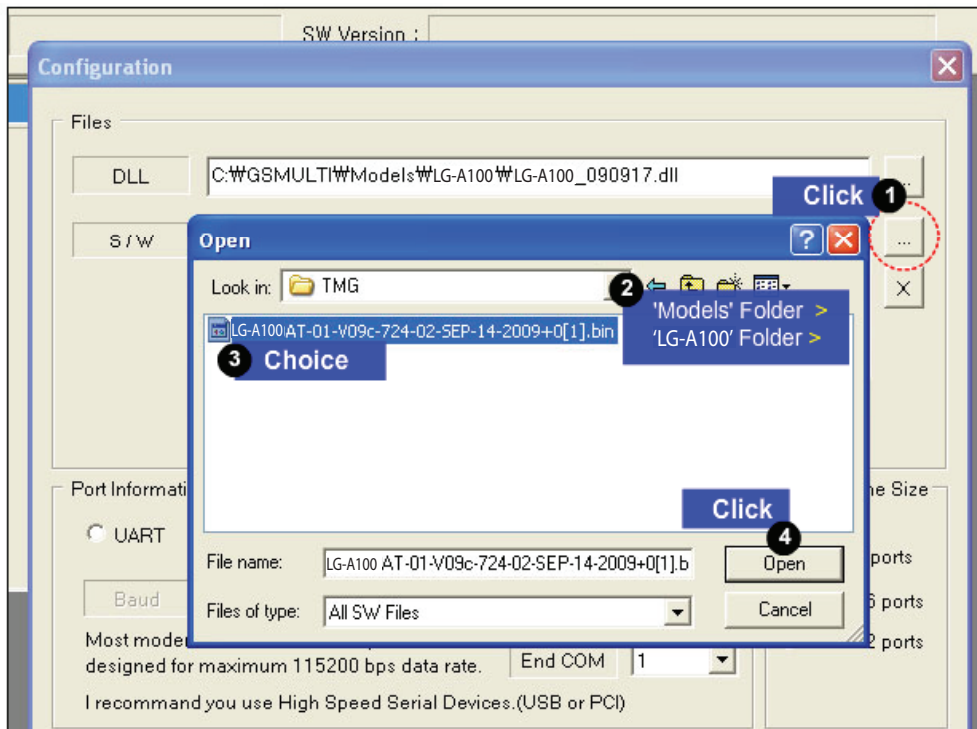 SW Version :
Configuration
Files
DLL
C:₩GSMULTI₩Models₩LG-A100₩LG-A100_090917.dll
...
Click 1
S/W
...
X
Open
?
Look in: TMG
2
'Models' Folder >
'LG-A100' Folder >
LG-A100 AT-01-V09c-724-02-SEP-14-2009+0[1].bin
3 Choice
Click
4
File name: LG-A100 AT-01-V09c-724-02-SEP-14-2009+0[1].b
Open
Files of type: All SW Files
Cancel
Port Informati
UART
Baud
Most moder
designed for maximum 115200 bps data rate.
End COM 1
I recommand you use High Speed Serial Devices.(USB or PCI)
ne Size
ports
6 ports
2 ports